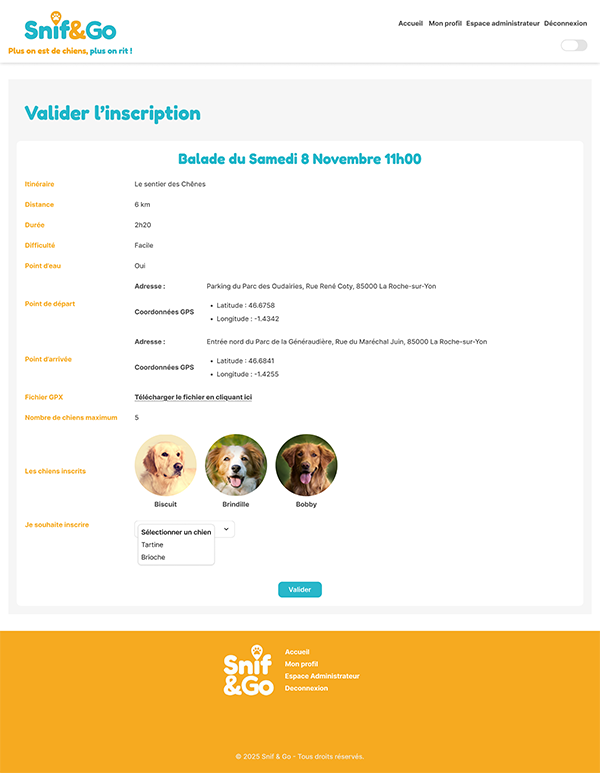 Snif&Go
Plus on est de chiens, plus on rit !
Accueil Mon profil Espace administrateur Déconnexion
Valider l'inscription
Balade du Samedi 8 Novembre 11h00
Itinéraire Le sentier des Chênes
Distance 6 km
Durée 2h20
Difficulté Facile
Point d'eau Oui
Point de départ
Adresse : Parking du Parc des Oudairies, Rue René Coty, 85000 La Roche-sur-Yon
Coordonnées GPS
• Latitude : 46.6758
• Longitude : -1.4342
Point d'arrivée
Adresse : Entrée nord du Parc de la Généraudière, Rue du Maréchal Juin, 85000 La Roche-sur-Yon
Coordonnées GPS
• Latitude : 46.6841
• Longitude : -1.4255
Fichier GPX Télécharger le fichier en cliquant ici
Nombre de chiens maximum 5
Les chiens inscrits
Biscuit Brindille Bobby
Je souhaite inscrire
Sélectionner un chien
Tartine
Brioche
Valider
Snif
&Go
Accueil
Mon profil
Espace Administrateur
Deconnexion
© 2025 Snif & Go - Tous droits réservés.